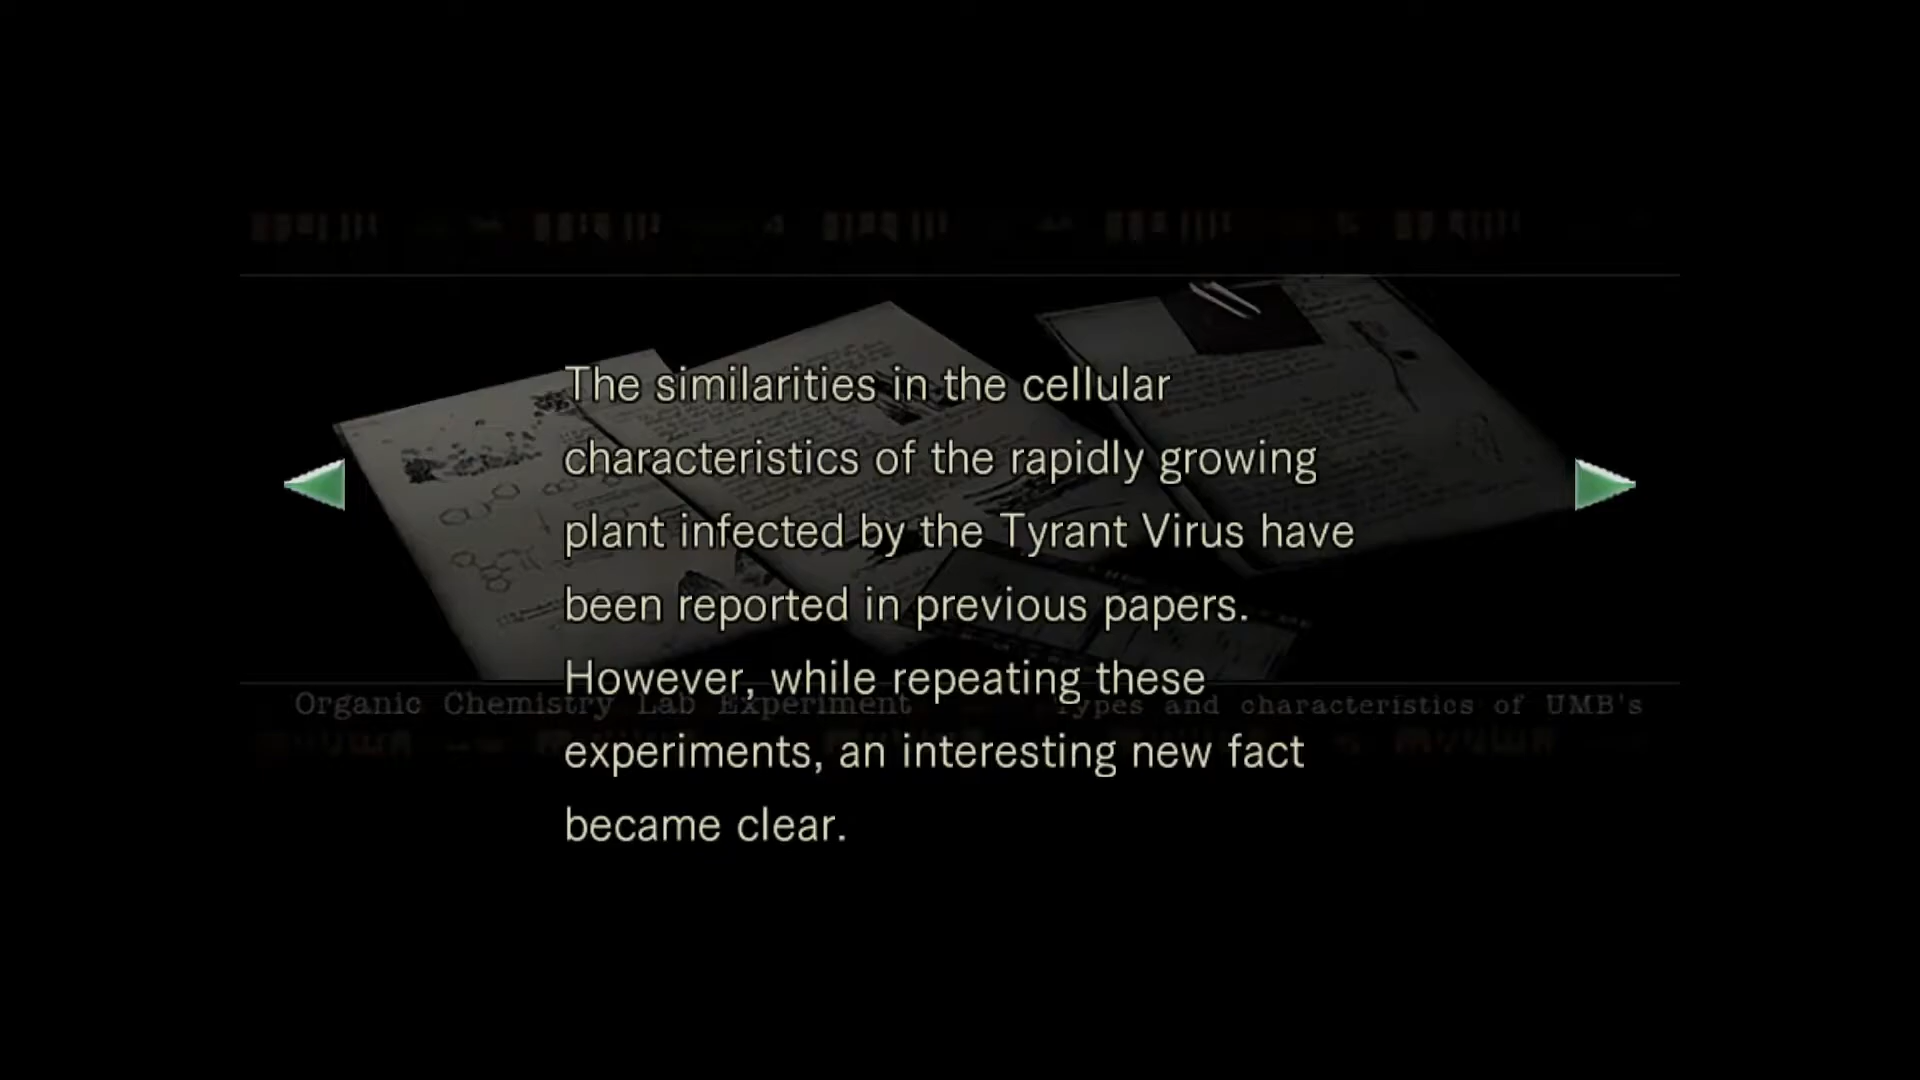 The similarities in the cellular
characteristics of the rapidly growing
plant infected by the Tyrant Virus have
been reported in previous papers.
However, while repeating these
Organic Chemistry Lab Experiment
Types and characteristics of UMB's
experiments, an interesting new fact
became clear.